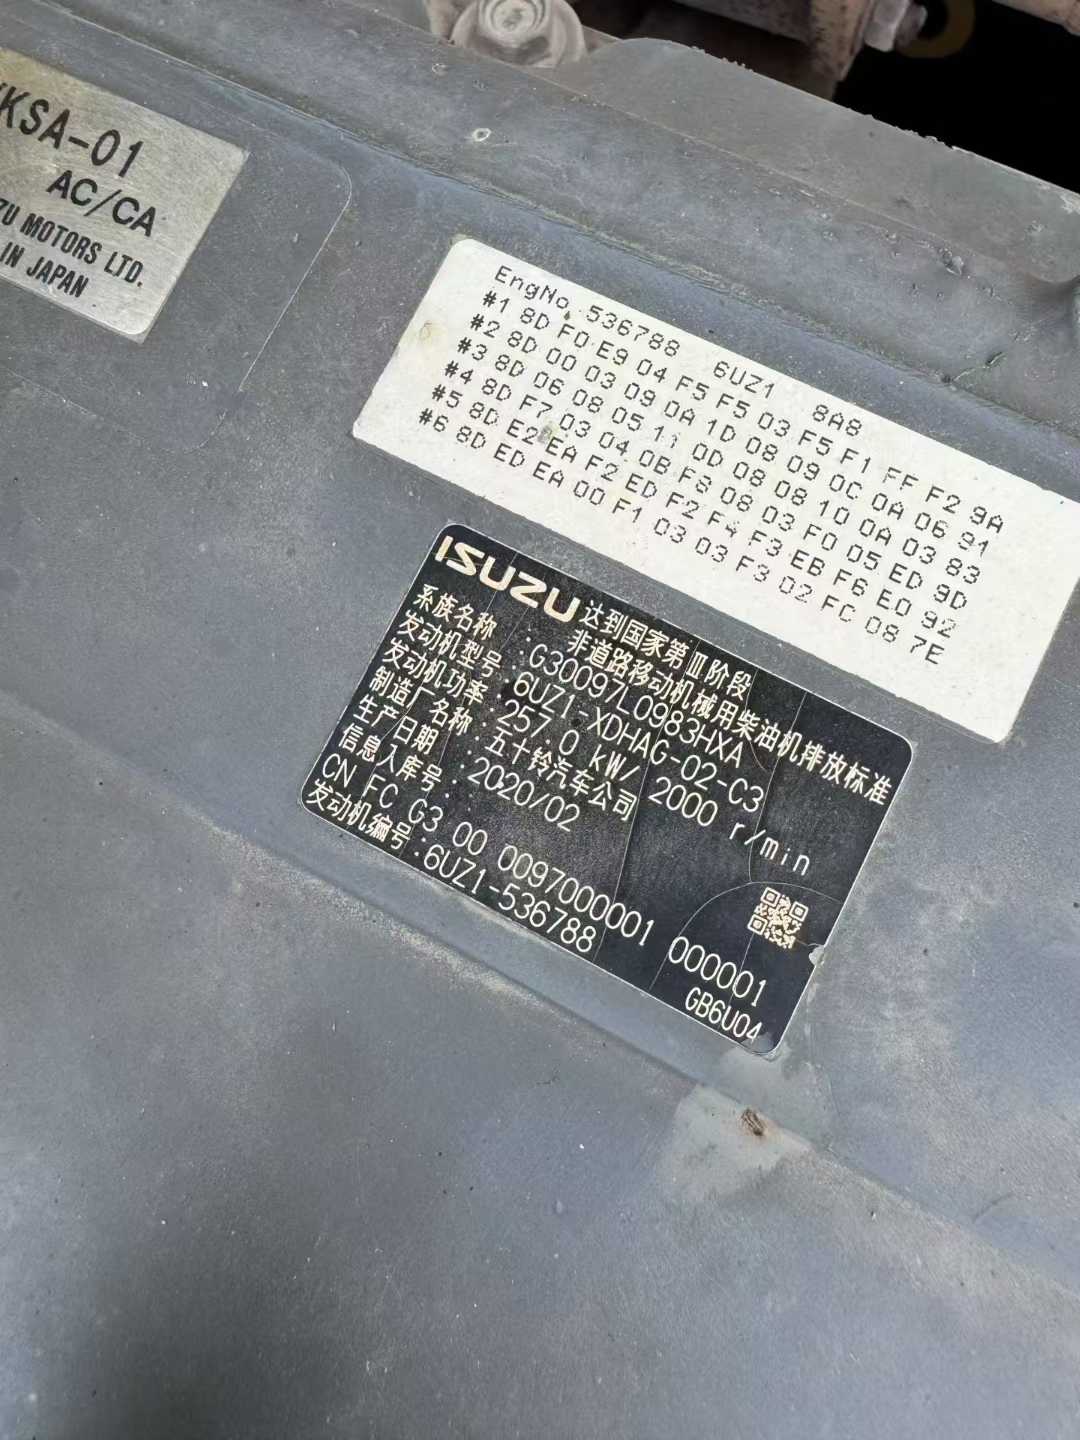 KSA-01
AC/CA
ZU MOTORS LTD.
IN JAPAN
EngNo. 536788 6UZ1 8A8
#1 8D F0 E9 04 F5 F5 03 F5 F1 FF F2 9A
#2 8D 00 03 09 0A 1D 08 09 0C 0A 06 91
#3 8D 06 08 05 11 0D 08 08 10 0A 03 83
#4 8D F7 03 04 0B F8 08 03 F0 05 ED 9D
#5 8D E2 EA F2 ED F2 F4 F3 EB F6 E0 92
#6 8D ED EA 00 F1 03 03 F3 02 FC 08 7E
ISUZU 达到国家第Ⅲ阶段
非道路移动机械用柴油机排放标准
系族名称 : G30097L0983HXA
发动机型号 : 6UZ1-XDHAG-02-C3
发动机功率 : 257.0 kW/ 2000 r/min
制造厂名称 : 五十铃汽车公司
生产日期 : 2020/02
信息入库号 :
CN FC G3 00 0097000001 000001
发动机编号 : 6UZ1-536788
GB6U04